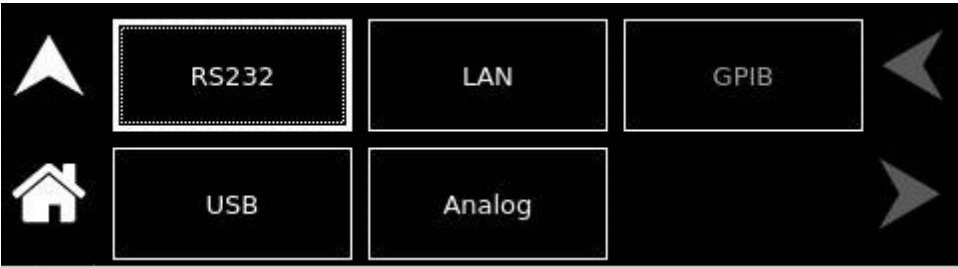 RS232
LAN
GPIB
USB
Analog